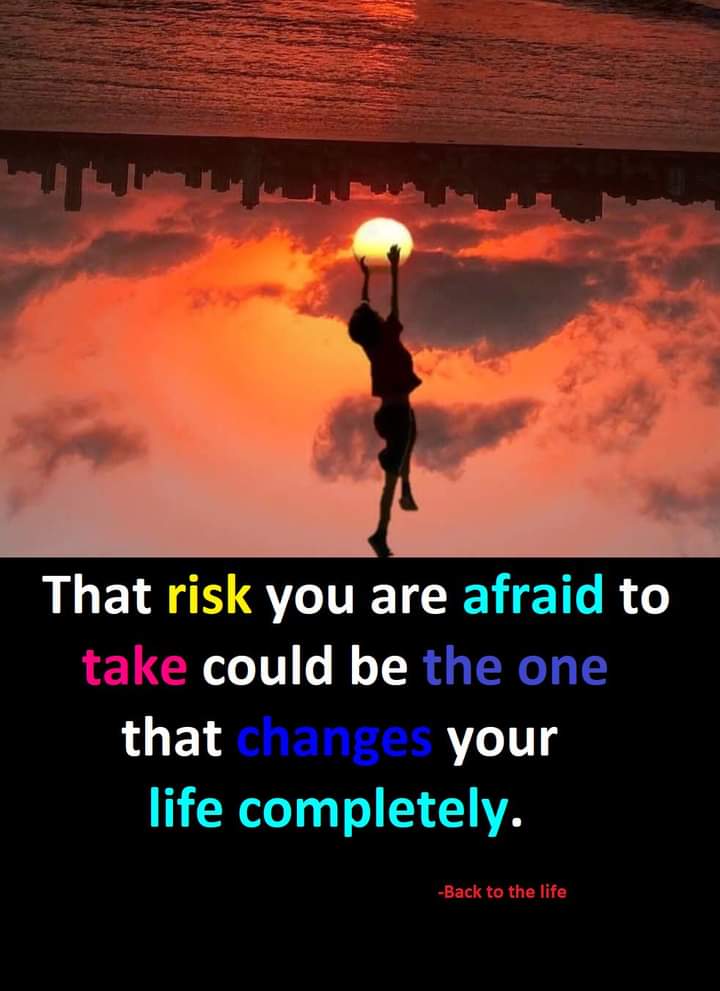 That risk you are afraid to
take could be the one
that changes your
life completely.
-Back to the life